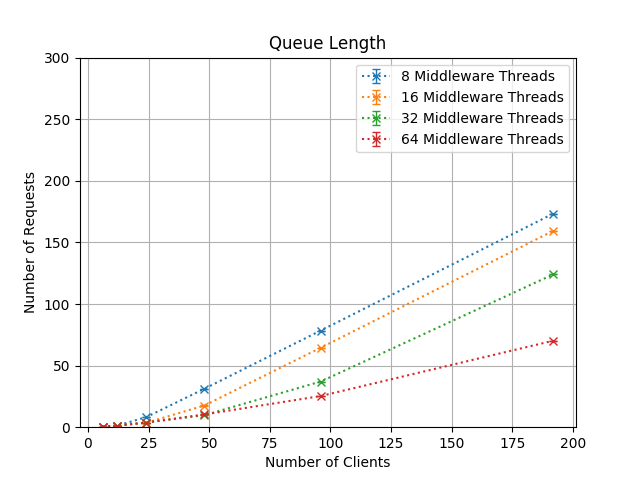 Queue Length
300
250
200
150
100
50
0
Number of Requests
8 Middleware Threads
16 Middleware Threads
32 Middleware Threads
64 Middleware Threads
0 25 50 75 100 125 150 175 200
Number of Clients